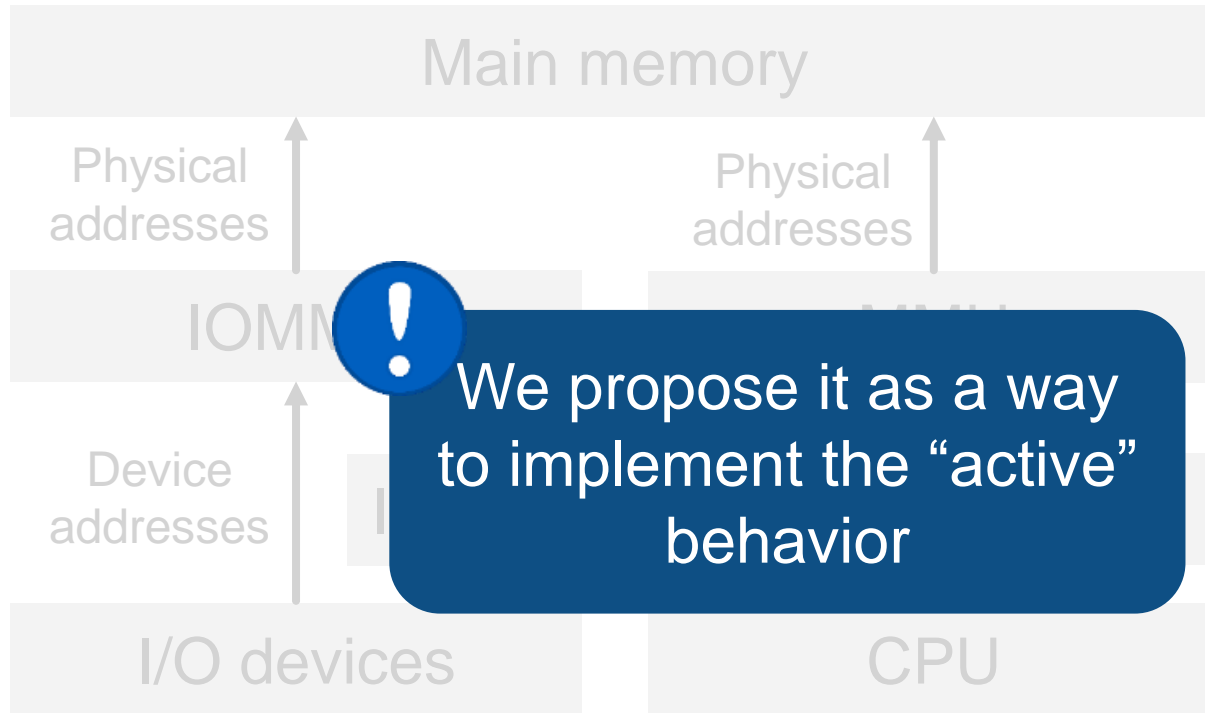 Main memory
Physical
addresses
Physical
addresses
We propose it as a way
to implement the “active”
behavior
Device
addresses
I/O devices
CPU